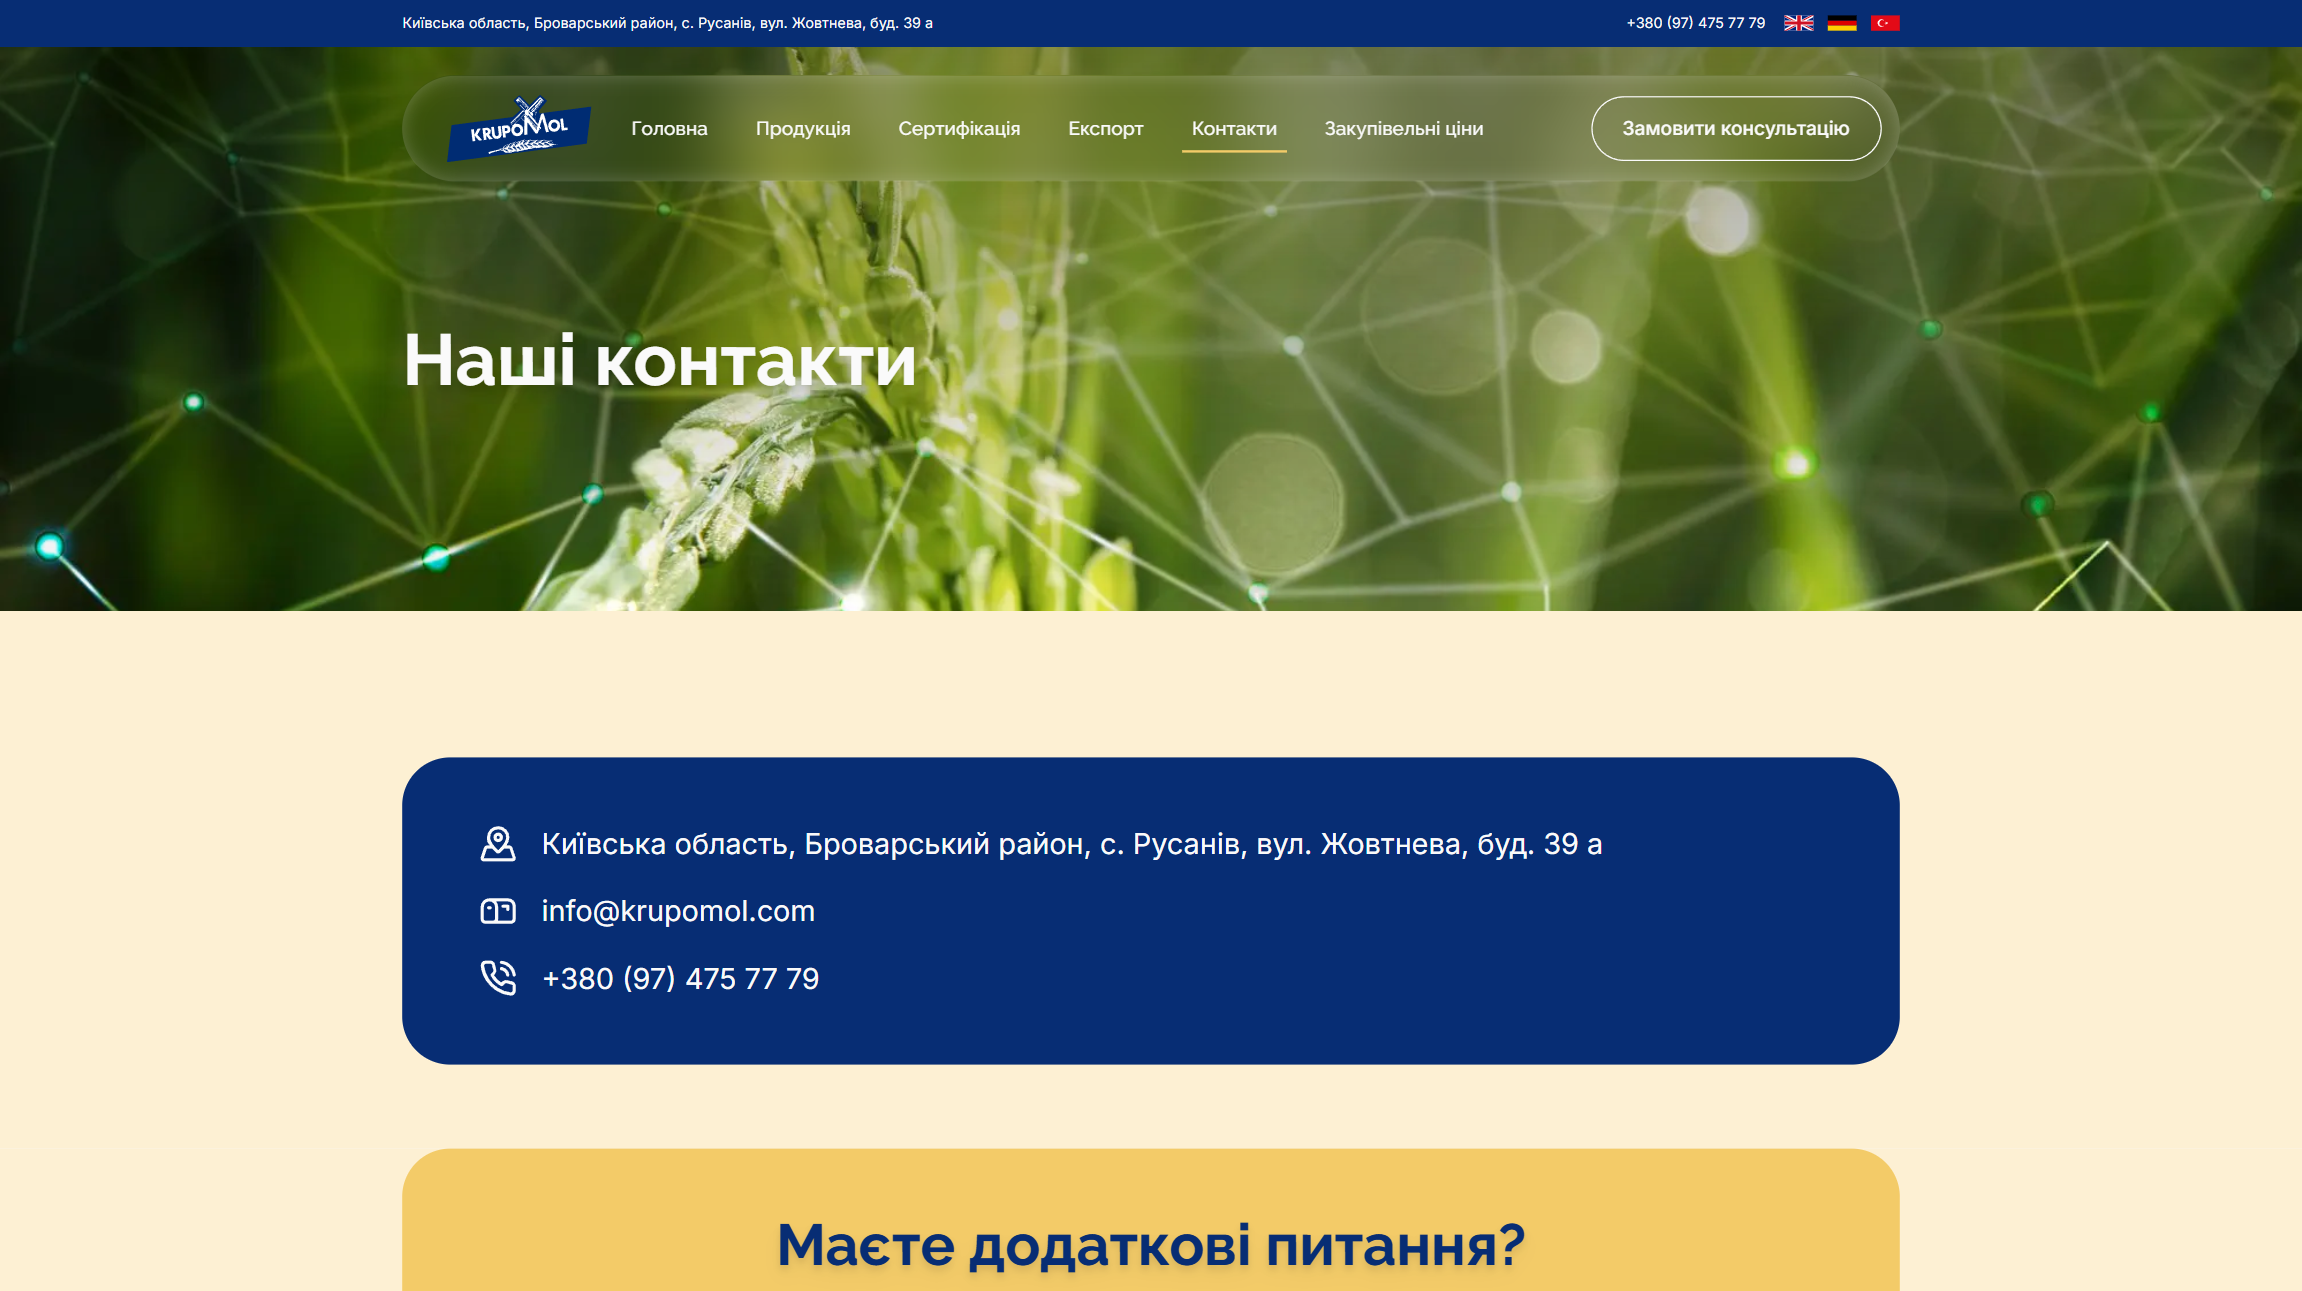 Київська область, Броварський район, с. Русанів, вул. Жовтнева, буд. 39 а
+380 (97) 475 77 79
KRUPOMOL
Головна
Продукція
Сертифікація
Експорт
Контакти
Закупівельні ціни
Замовити консультацію
Наші контакти
Київська область, Броварський район, с. Русанів, вул. Жовтнева, буд. 39 а
info@krupomol.com
+380 (97) 475 77 79
Маєте додаткові питання?